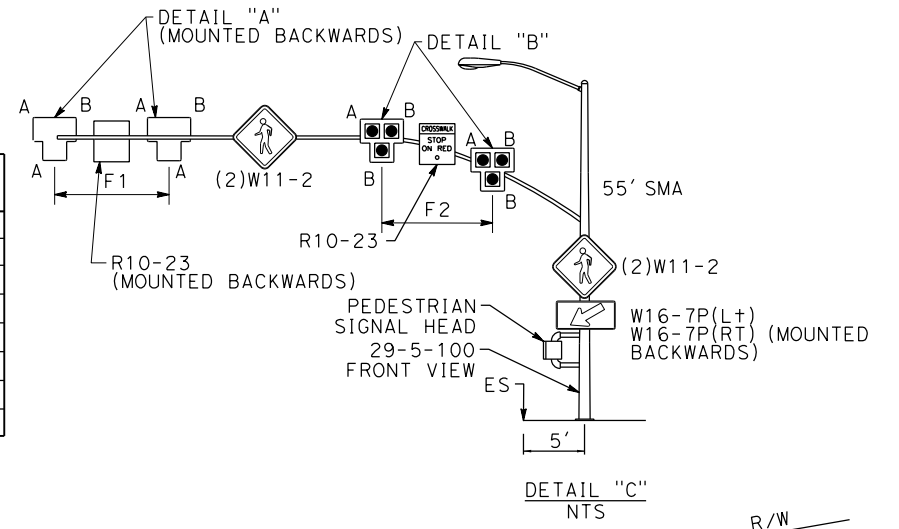 DETAIL "A"
(MOUNTED BACKWARDS)
DETAIL "B"
A
B
A
B
A
B
A
B
CROSSWALK
STOP
ON RED
A
A
F1
(2)W11-2
B
B
55' SMA
F2
R10-23
R10-23
(MOUNTED BACKWARDS)
(2)W11-2
PEDESTRIAN
SIGNAL HEAD
W16-7P(Lt)
W16-7P(RT) (MOUNTED
BACKWARDS)
29-5-100
FRONT VIEW
ES
5'
DETAIL "C"
NTS
R/W